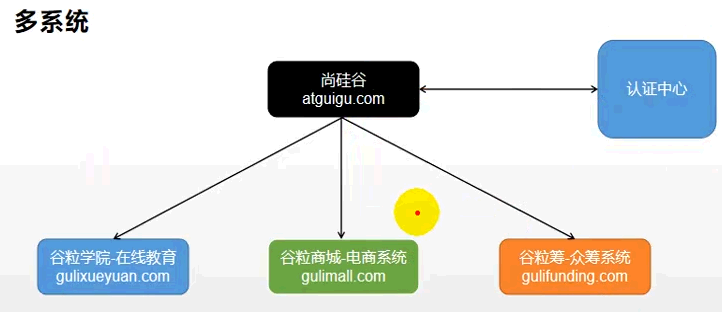 多系统
尚硅谷
atguigu.com
认证中心
谷粒学院-在线教育
gulixueyuan.com
谷粒商城-电商系统
gulimall.com
谷粒筹-众筹系统
gulifunding.com